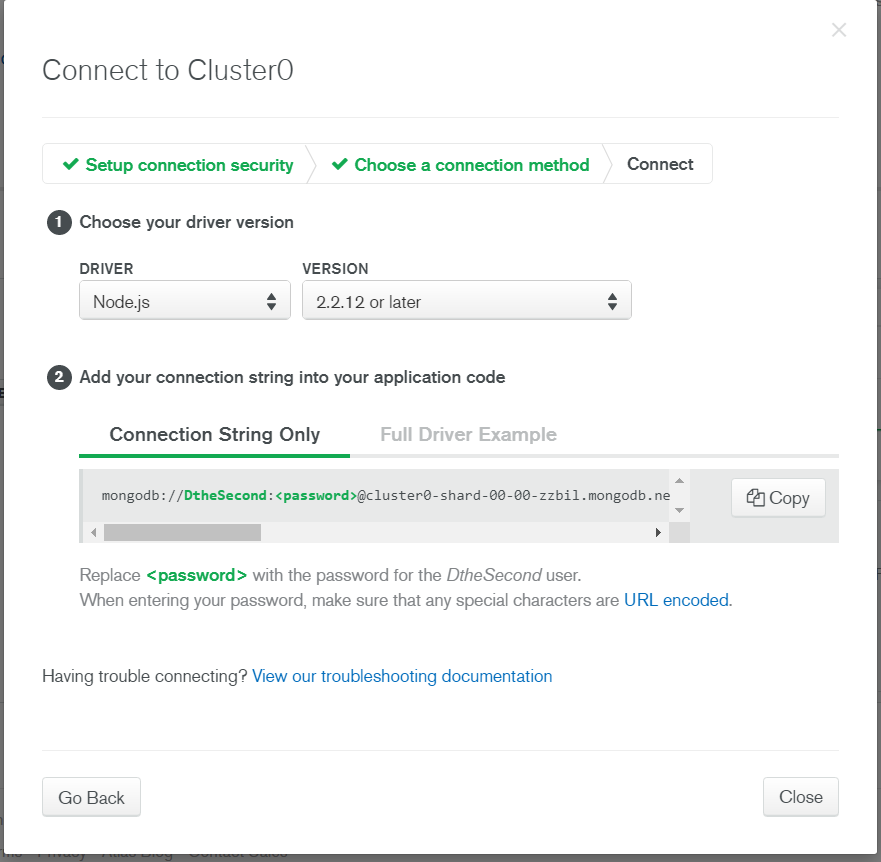 Connect to Cluster0
Setup connection security
Choose a connection method
Connect
1 Choose your driver version
DRIVER
VERSION
Node.js
2.2.12 or later
2 Add your connection string into your application code
Connection String Only
Full Driver Example
mongodb://DtheSecond:<password>@cluster0-shard-00-00-zzbil.mongodb.ne
Copy
Replace <password> with the password for the DtheSecond user.
When entering your password, make sure that any special characters are URL encoded.
Having trouble connecting? View our troubleshooting documentation
Go Back
Close